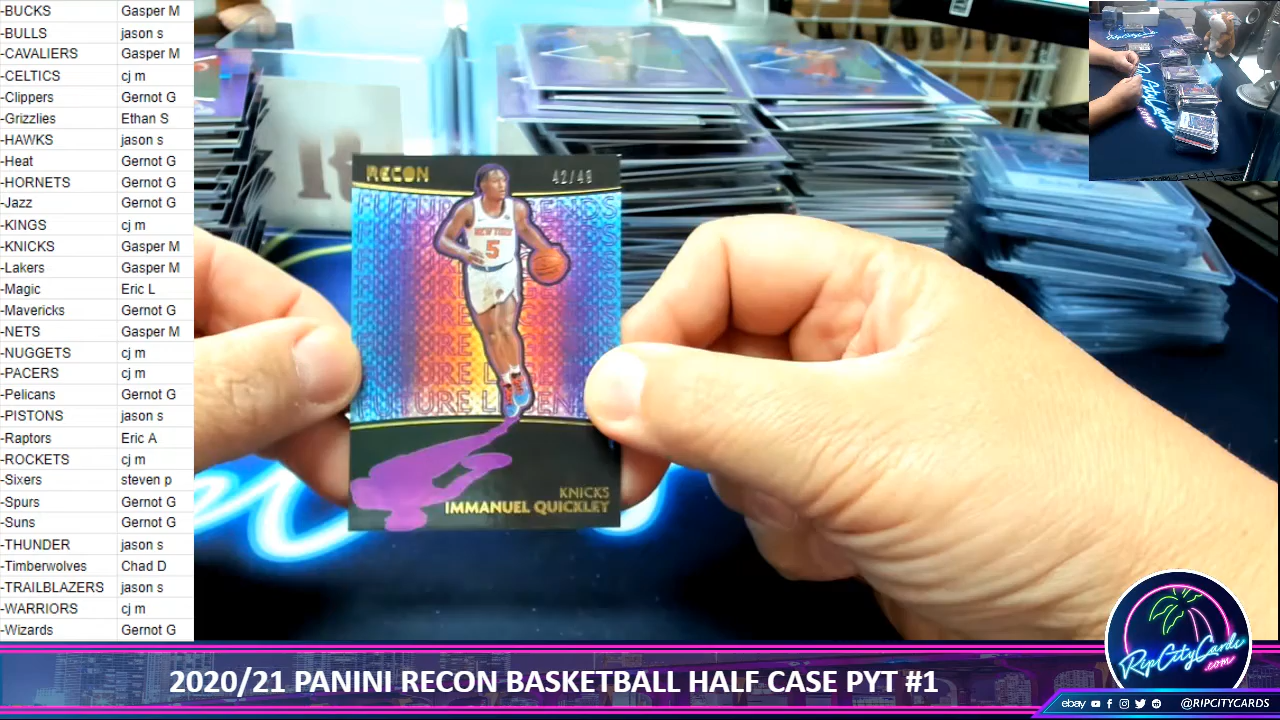 -BUCKS Gasper M
-BULLS jason s
-CAVALIERS Gasper M
-CELTICS cj m
-Clippers Gernot G
-Grizzlies Ethan S
-HAWKS jason s
-Heat Gernot G
-HORNETS Gernot G
-Jazz Gernot G
-KINGS cj m
-KNICKS Gasper M
-Lakers Gasper M
-Magic Eric L
-Mavericks Gernot G
-NETS Gasper M
-NUGGETS cj m
-PACERS cj m
-Pelicans Gernot G
-PISTONS jason s
-Raptors Eric A
-ROCKETS cj m
-Sixers steven p
-Spurs Gernot G
-Suns Gernot G
-THUNDER jason s
-Timberwolves Chad D
-TRAILBLAZERS jason s
-WARRIORS cj m
-Wizards Gernot G
RECON
42/49
NEW YORK
5
FUTURE LEGENDS
KNICKS
IMMANUEL QUICKLEY
RipCityCards
.com
2020/21 PANINI RECON BASKETBALL HALF CASE PYT #1
ebay @RIPCITYCARDS